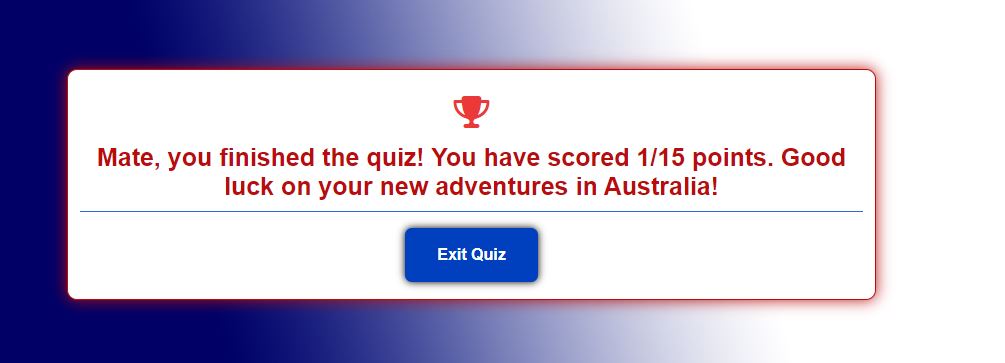 Mate, you finished the quiz! You have scored 1/15 points. Good
luck on your new adventures in Australia!
Exit Quiz